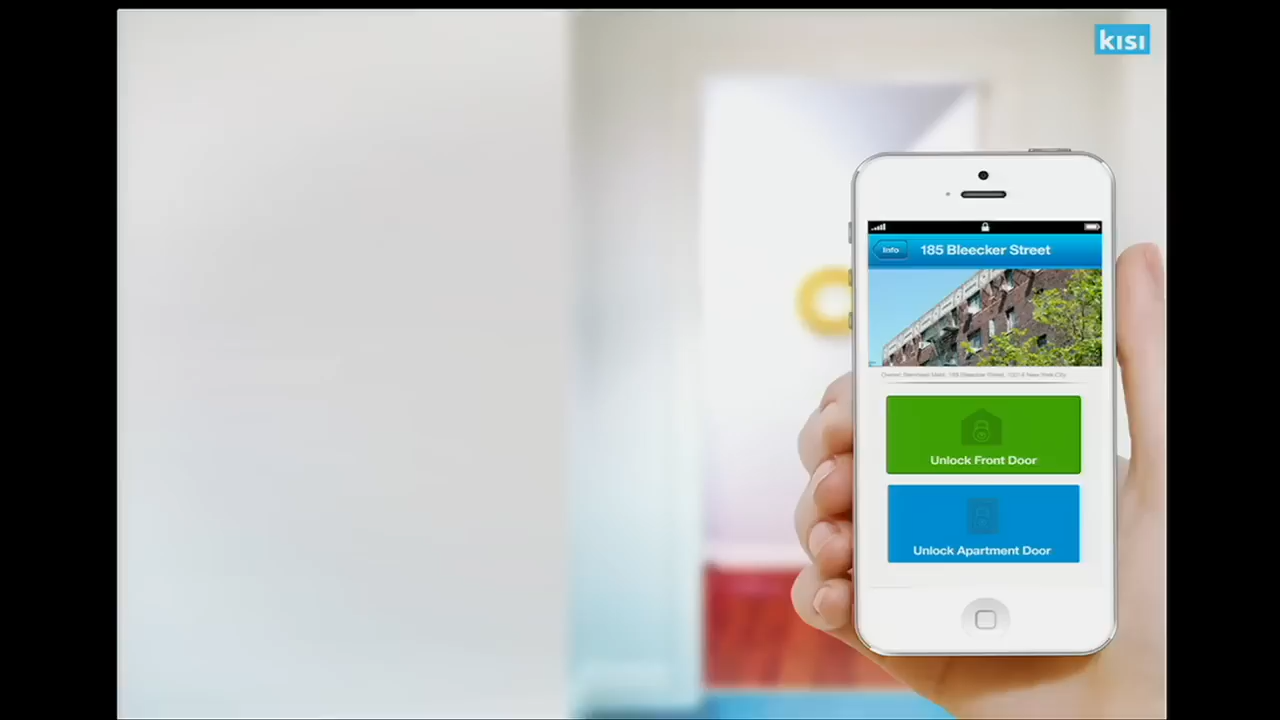 KISI
Info
185 Bleecker Street
Unlock Front Door
Unlock Apartment Door